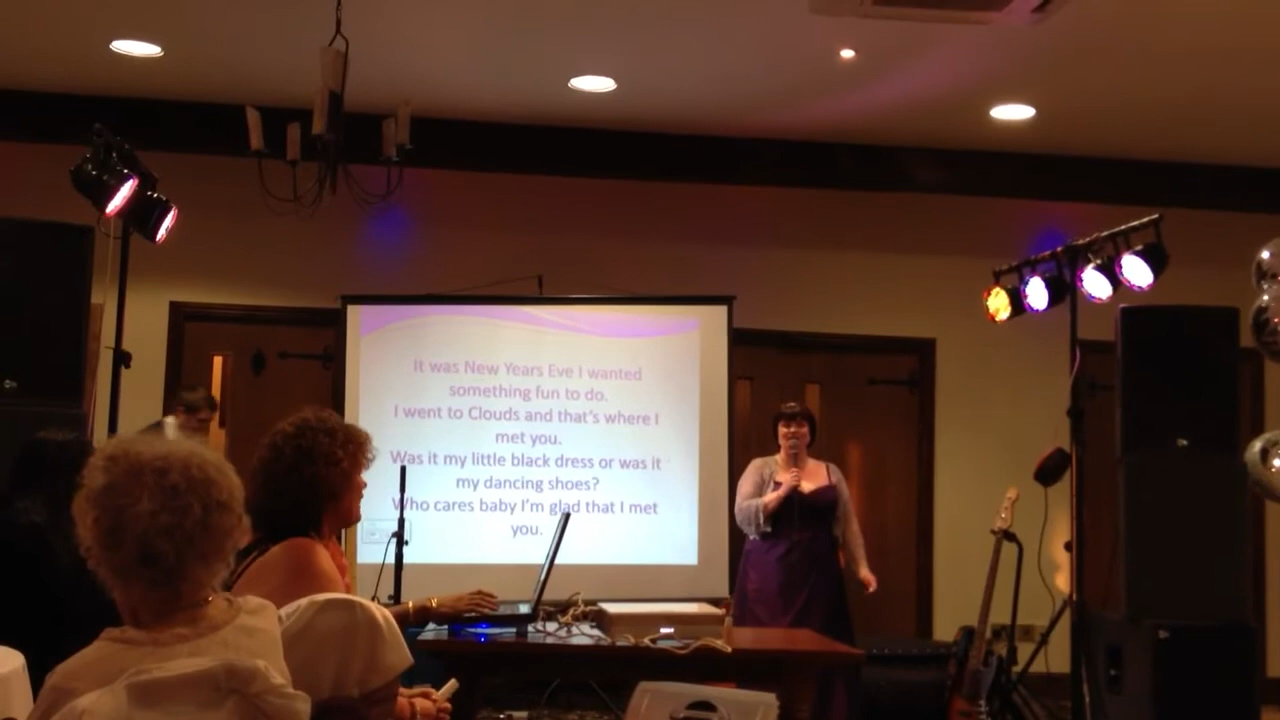 It was New Years Eve I wanted
something fun to do.
I went to Clouds and that's where I
met you.
Was it my little black dress or was it
my dancing shoes?
Who cares baby I'm glad that I met
you.